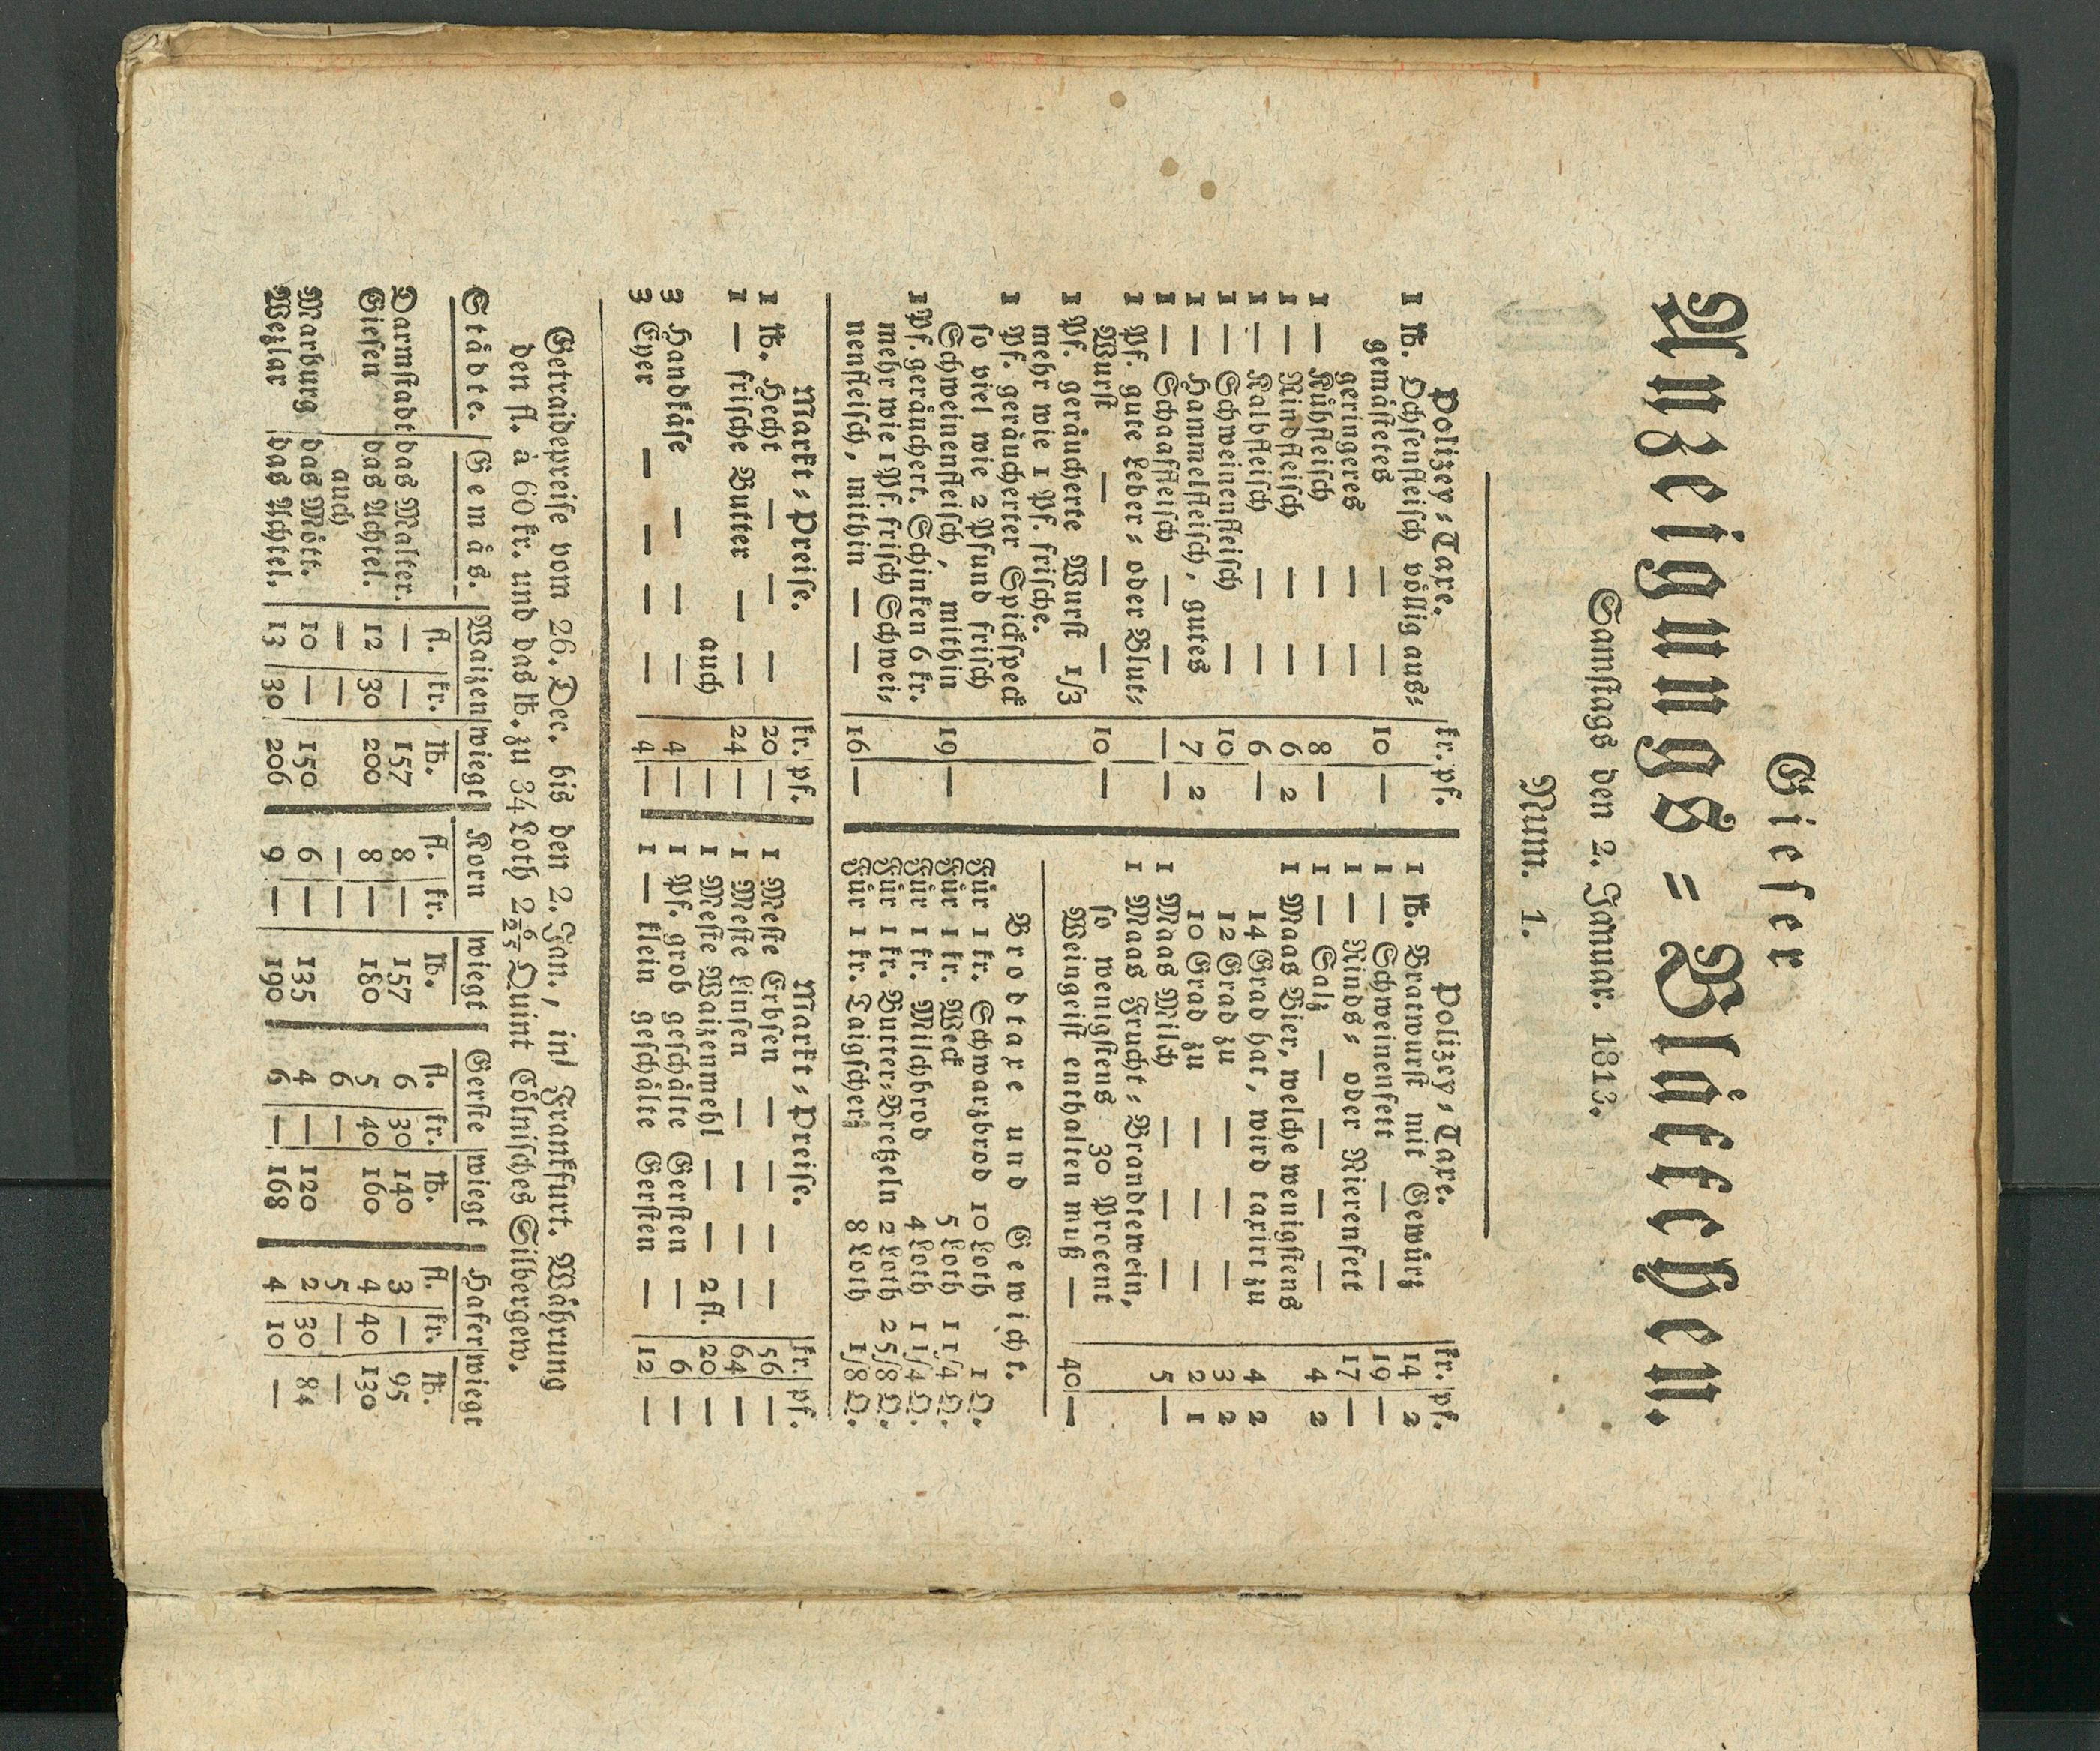 Gieser
Anzeigungs = Blättchen.
Samstags den 2. Januar. 1813.
Num. 1.
Polizey = Taxe. kr. pf.
1 ℔. Ochsenfleisch völlig aus=
gemästetes — — 10 —
geringeres — —
1 — Kühfleisch — — 8 —
1 — Rindfleisch — — 6 2
1 — Kalbfleisch — — 6 —
1 — Schweinenfleisch — 10
1 — Hammelfleisch, gutes 7 2
1 — Schaaffleisch — — — —
1 Pf. gute Leber = oder Blut=
Wurst — — — 10 —
1 Pf. geräucherte Wurst 1/3
mehr wie 1 Pf. frische.
1 Pf. geräucherter Spickspeck
so viel wie 2 Pfund frisch
Schweinenfleisch, mithin 19 —
1 Pf. geräuchert. Schinken 6 kr.
mehr wie 1 Pf. frisch Schwei=
nenfleisch, mithin — — 16 —
Polizey = Taxe. kr. pf.
1 ℔. Bratwurst mit Gewürz 14 2
1 — Schweinenfett — — 19 —
1 — Rinds = oder Nierenfett 17 —
1 — Salz — — — — 4 2
1 Maas Bier, welche wenigstens
14 Grad hat, wird taxirt zu 4 2
12 Grad zu — — — 3 2
10 Grad zu — — — 2 1
1 Maas Milch — — — 5 —
1 Maas Frucht = Brandtewein,
so wenigstens 30 Procent
Weingeist enthalten muß — 40 —
Brodtaxe und Gewicht.
Für 1 kr. Schwarzbrod 10 Loth 1 Q.
Für 1 kr. Weck 5 Loth 1 1/4 Q.
Für 1 kr. Milchbrod 4 Loth 1 1/4 Q.
Für 1 kr. Butter=Bretzeln 2 Loth 2 5/8 Q.
Für 1 kr. Taigscherz 8 Loth 1/8 Q.
Markt = Preise. kr. pf.
1 ℔. Hecht — — — 20 —
1 — frische Butter — — 24 —
auch —
3 Handkäse — — — 4 —
3 Eyer — — — — 4 —
Markt = Preise. kr. pf.
1 Meste Erbsen — — — 56 —
1 Meste Linsen — — — 64 —
1 Meste Waizenmehl — — 2 fl. 20 —
1 Pf. grob geschälte Gersten — 6 —
1 — klein geschälte Gersten — 12 —
Getraidepreise vom 26. Dec. bis den 2. Jan., in Frankfurt. Währung
den fl. à 60 kr. und das ℔. zu 34 Loth 2 6/25 Quint Cölnisches Silbergew.
Städte. Gemäs. Waizen wiegt Korn wiegt Gerste wiegt Hafer wiegt
fl. kr. ℔. fl. kr. ℔. fl. kr. ℔. fl. kr. ℔.
Darmstadt das Malter. — — 157 8 — 157 6 30 140 3 — 95
Giesen das Achtel. 12 30 200 8 — 180 5 40 160 4 40 130
auch — — — — 6 — 5 — —
Marburg das Mött. 10 — 150 6 — 135 4 — 120 2 30 84
Wezlar das Achtel. 13 30 206 9 — 190 6 — 168 4 10 —